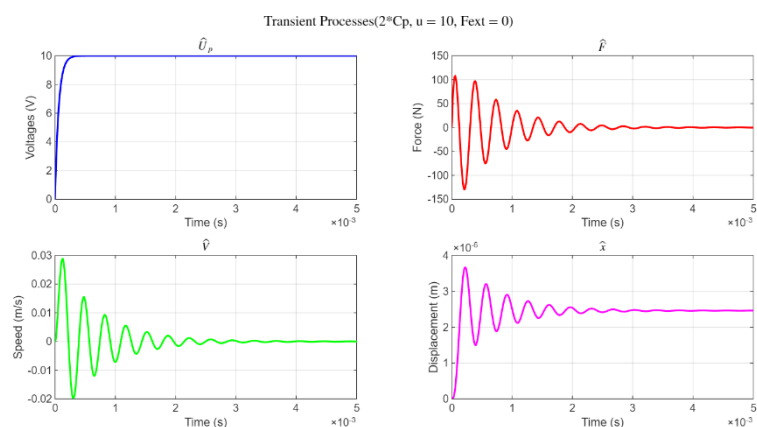 Transient Processes(2*Cp, u = 10, Fext = 0)
Û_p
F̂
Voltages (V)
10
8
6
4
2
0
0 1 2 3 4 5
Time (s)
×10⁻³
Force (N)
150
100
50
0
-50
-100
-150
0 1 2 3 4 5
Time (s)
×10⁻³
V̂
Speed (m/s)
0.03
0.02
0.01
0
-0.01
-0.02
0 1 2 3 4 5
Time (s)
×10⁻³
×10⁻⁶
x̂
Displacement (m)
4
3
2
1
0
0 1 2 3 4 5
Time (s)
×10⁻³